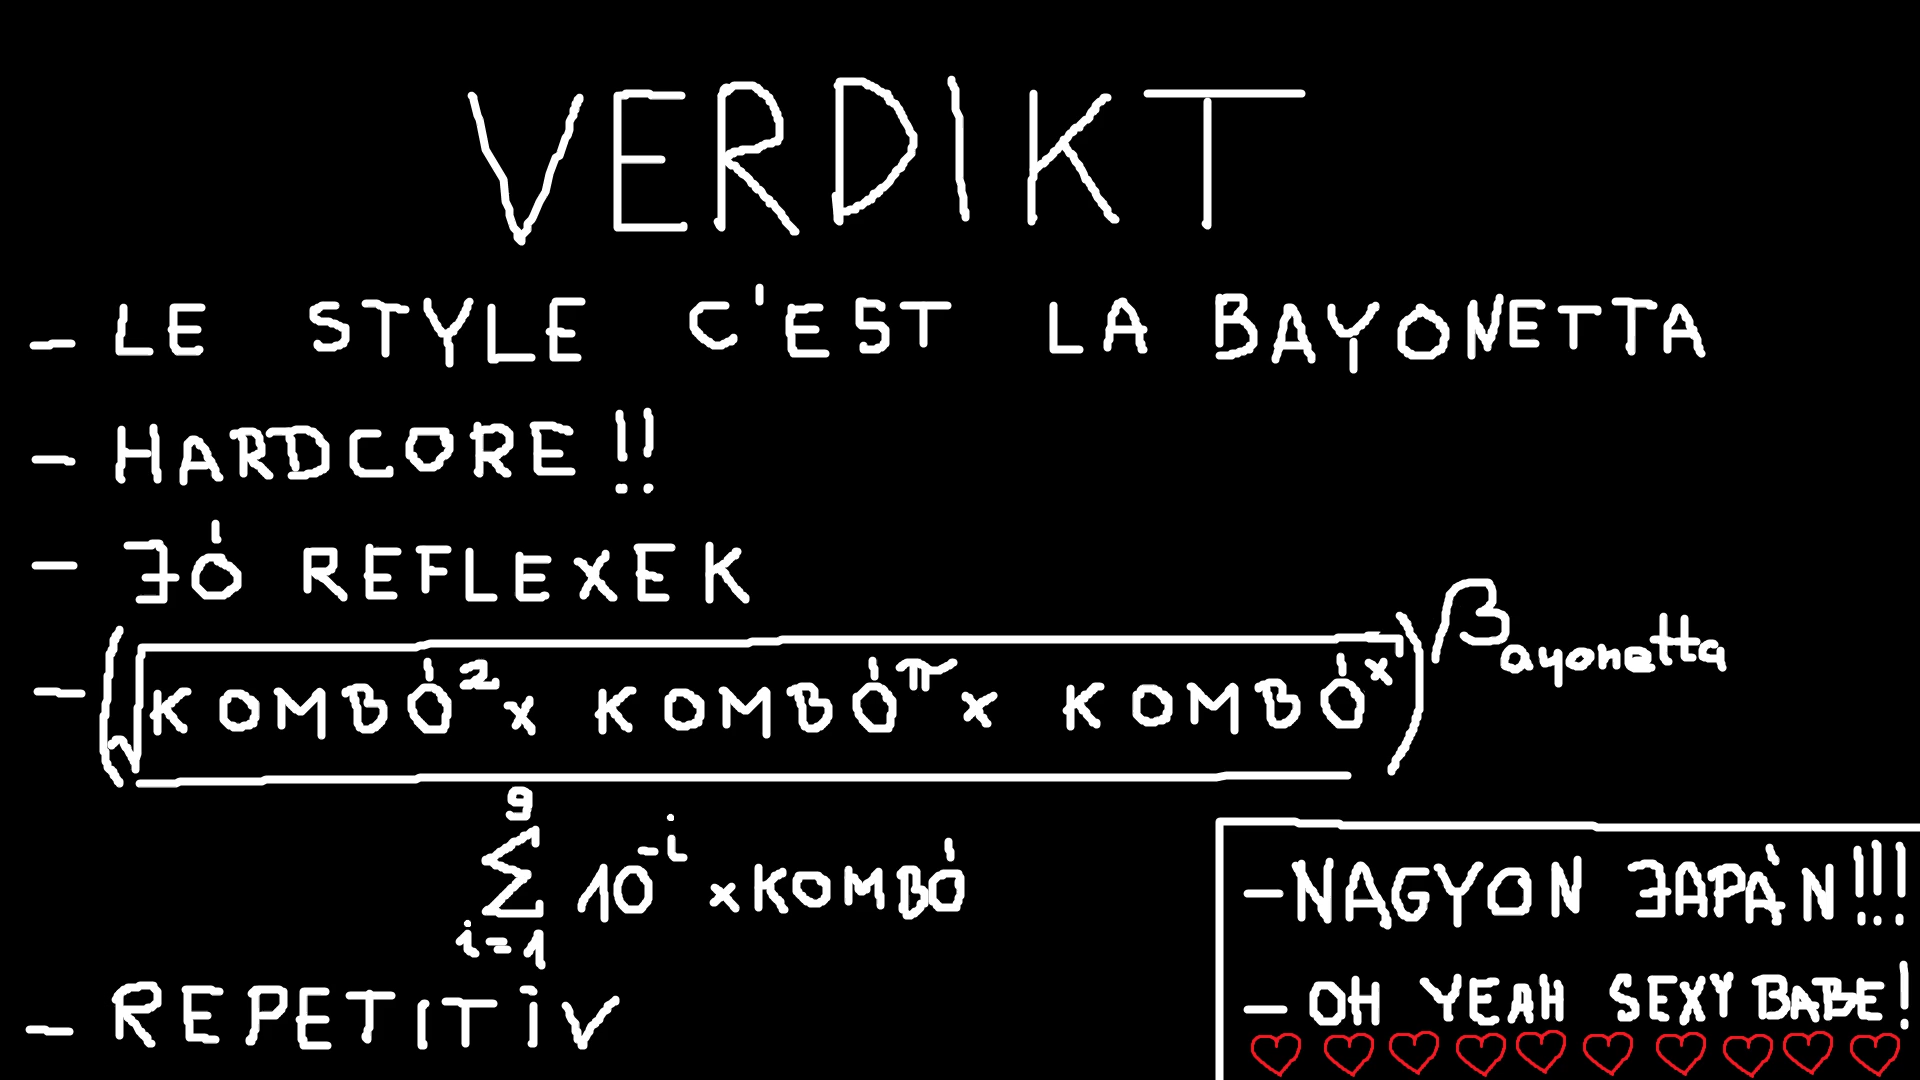 VERDIKT
- LE STYLE C'EST LA BAYONETTA
- HARDCORE!!
- JÓ REFLEXEK
- (√KOMBÓ² x KOMBÓ^π x KOMBÓ^x)^βayonetta
9
Σ 10^-i x KOMBÓ
i=1
- REPETITÍV
- NAGYON JAPÁN!!!
- OH YEAH SEXY BABE!